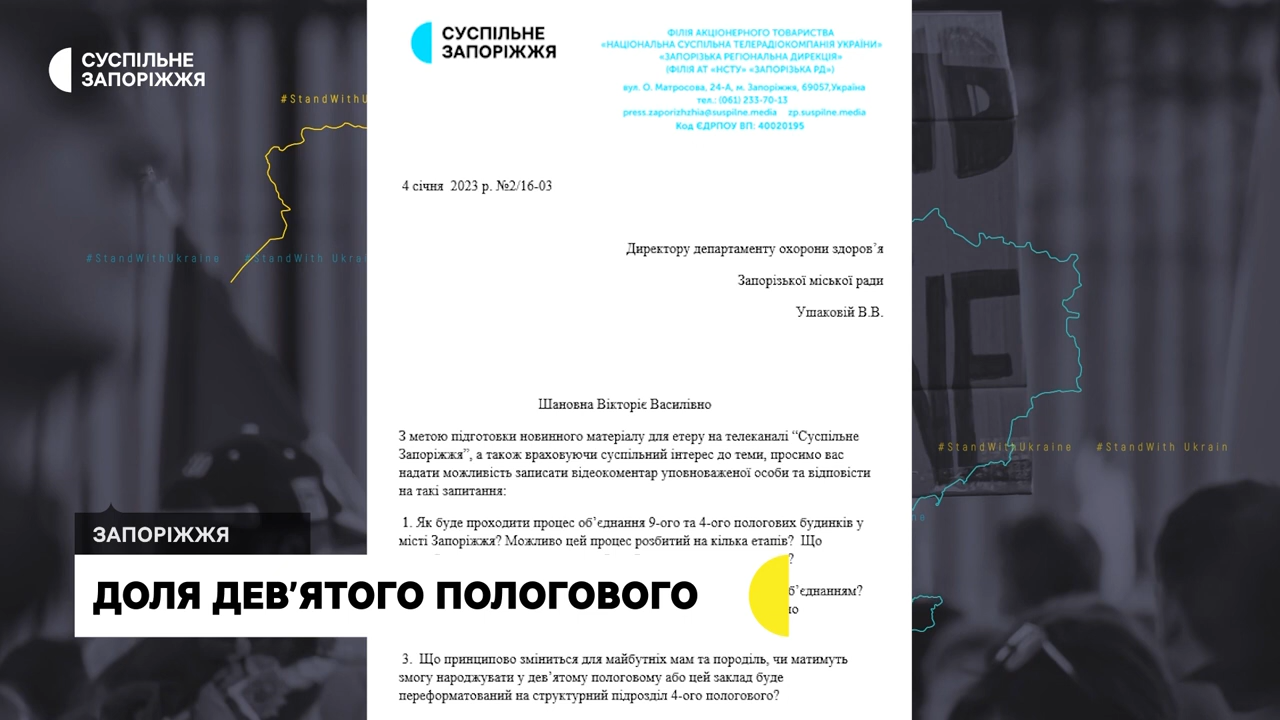 СУСПІЛЬНЕ
ЗАПОРІЖЖЯ
СУСПІЛЬНЕ
ЗАПОРІЖЖЯ
ФІЛІЯ АКЦІОНЕРНОГО ТОВАРИСТВА
«НАЦІОНАЛЬНА СУСПІЛЬНА ТЕЛЕРАДІОКОМПАНІЯ УКРАЇНИ»
«ЗАПОРІЗЬКА РЕГІОНАЛЬНА ДИРЕКЦІЯ»
(ФІЛІЯ АТ «НСТУ» «ЗАПОРІЗЬКА РД»)
вул. О. Матросова, 24-А, м. Запоріжжя, 69057,Україна
тел.: (061) 233-70-13
press.zaporizhzhia@suspilne.media zp.suspilne.media
Код ЄДРПОУ ВП: 40020195
#StandWithU
4 січня 2023 р. №2/16-03
Директору департаменту охорони здоров’я
#StandWithUkraine #StandWith Ukrai
Запорізької міської ради
Ушаковій В.В.
Шановна Вікторіє Василівно
З метою підготовки новинного матеріалу для етеру на телеканалі “Суспільне
Запоріжжя”, а також враховуючи суспільний інтерес до теми, просимо вас
надати можливість записати відеокоментар уповноваженої особи та відповісти
на такі запитання:
#StandWithUkraine #StandWith Ukrain
1. Як буде проходити процес об’єднання 9-ого та 4-ого пологових будинків у
місті Запоріжжя? Можливо цей процес розбитий на кілька етапів? Що
?
б’єднанням?
ЗАПОРІЖЖЯ
ДОЛЯ ДЕВ’ЯТОГО ПОЛОГОВОГО
3. Що принципово зміниться для майбутніх мам та породіль, чи матимуть
змогу народжувати у дев’ятому пологовому або цей заклад буде
переформатований на структурний підрозділ 4-ого пологового?